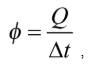 ϕ = Q / Δt ,